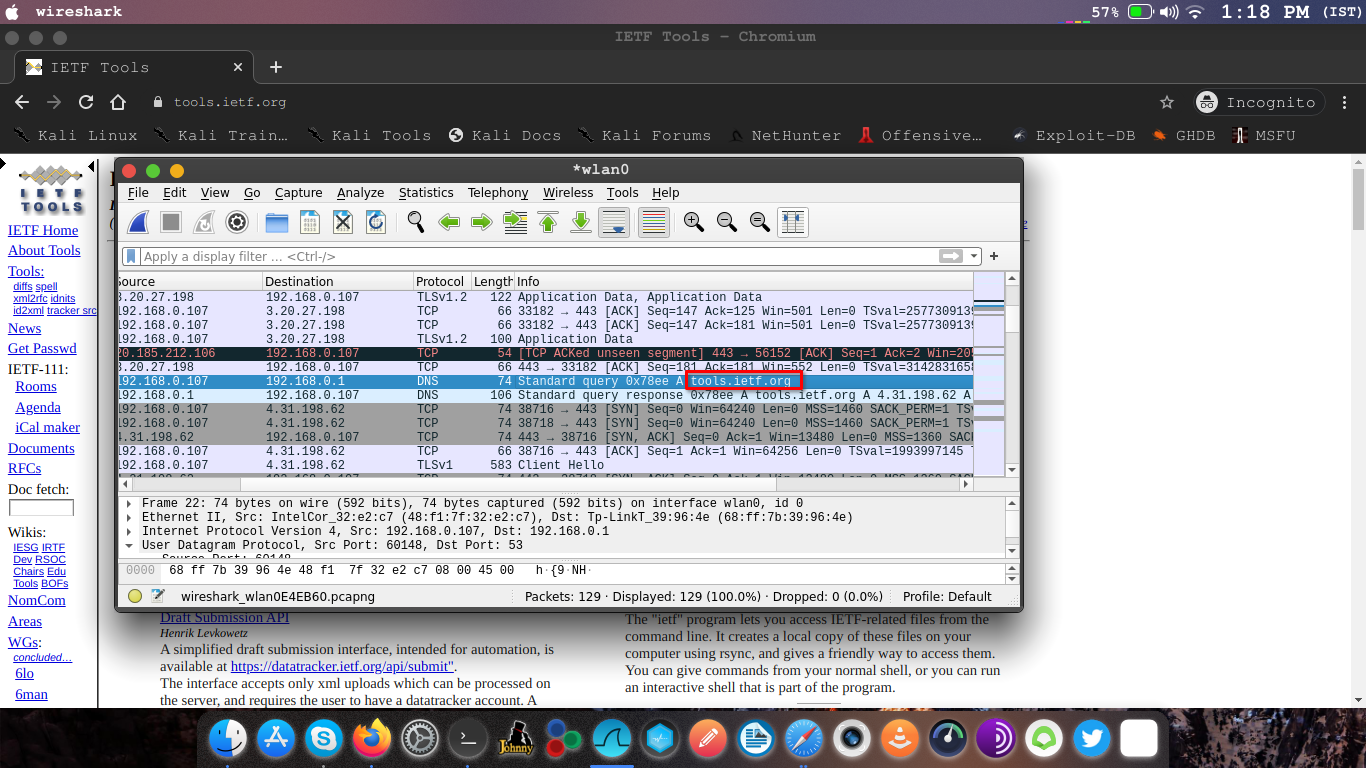 wireshark 57% 1:18 PM (IST)
IETF Tools - Chromium
IETF Tools
tools.ietf.org Incognito
Kali Linux Kali Train… Kali Tools Kali Docs Kali Forums NetHunter Offensive… Exploit-DB GHDB MSFU
IETF
TOOLS
IETF Home
About Tools
Tools:
diffs spell
xml2rfc idnits
id2xml tracker src
News
Get Passwd
IETF-111:
Rooms
Agenda
iCal maker
Documents
RFCs
Doc fetch:
Wikis:
IESG IRTF
Dev RSOC
Chairs Edu
Tools BOFs
NomCom
Areas
WGs:
concluded…
6lo
6man
*wlan0
File Edit View Go Capture Analyze Statistics Telephony Wireless Tools Help
Apply a display filter … <Ctrl-/>
Source Destination Protocol Length Info
3.20.27.198 192.168.0.107 TLSv1.2 122 Application Data, Application Data
192.168.0.107 3.20.27.198 TCP 66 33182 → 443 [ACK] Seq=147 Ack=125 Win=501 Len=0 TSval=2577309139
192.168.0.107 3.20.27.198 TCP 66 33182 → 443 [ACK] Seq=147 Ack=181 Win=501 Len=0 TSval=2577309139
192.168.0.107 3.20.27.198 TLSv1.2 100 Application Data
20.185.212.106 192.168.0.107 TCP 54 [TCP ACKed unseen segment] 443 → 56152 [ACK] Seq=1 Ack=2 Win=205
3.20.27.198 192.168.0.107 TCP 66 443 → 33182 [ACK] Seq=181 Ack=181 Win=552 Len=0 TSval=3142831658
192.168.0.107 192.168.0.1 DNS 74 Standard query 0x78ee A tools.ietf.org
192.168.0.1 192.168.0.107 DNS 106 Standard query response 0x78ee A tools.ietf.org A 4.31.198.62 A
192.168.0.107 4.31.198.62 TCP 74 38716 → 443 [SYN] Seq=0 Win=64240 Len=0 MSS=1460 SACK_PERM=1 TS
192.168.0.107 4.31.198.62 TCP 74 38718 → 443 [SYN] Seq=0 Win=64240 Len=0 MSS=1460 SACK_PERM=1 TS
4.31.198.62 192.168.0.107 TCP 74 443 → 38716 [SYN, ACK] Seq=0 Ack=1 Win=13480 Len=0 MSS=1360 SAC
192.168.0.107 4.31.198.62 TCP 66 38716 → 443 [ACK] Seq=1 Ack=1 Win=64256 Len=0 TSval=1993997145
192.168.0.107 4.31.198.62 TLSv1 583 Client Hello
Frame 22: 74 bytes on wire (592 bits), 74 bytes captured (592 bits) on interface wlan0, id 0
Ethernet II, Src: IntelCor_32:e2:c7 (48:f1:7f:32:e2:c7), Dst: Tp-LinkT_39:96:4e (68:ff:7b:39:96:4e)
Internet Protocol Version 4, Src: 192.168.0.107, Dst: 192.168.0.1
User Datagram Protocol, Src Port: 60148, Dst Port: 53
0000 68 ff 7b 39 96 4e 48 f1 7f 32 e2 c7 08 00 45 00 h·{9·NH·
wireshark_wlan0E4EB60.pcapng Packets: 129 · Displayed: 129 (100.0%) · Dropped: 0 (0.0%) Profile: Default
Draft Submission API
Henrik Levkowetz
A simplified draft submission interface, intended for automation, is
available at https://datatracker.ietf.org/api/submit".
The interface accepts only xml uploads which can be processed on
the server, and requires the user to have a datatracker account. A
The "ietf" program lets you access IETF-related files from the
command line. It creates a local copy of these files on your
computer using rsync, and gives a friendly way to access them.
You can give commands from your normal shell, or you can run
an interactive shell that is part of the program.
Johnny